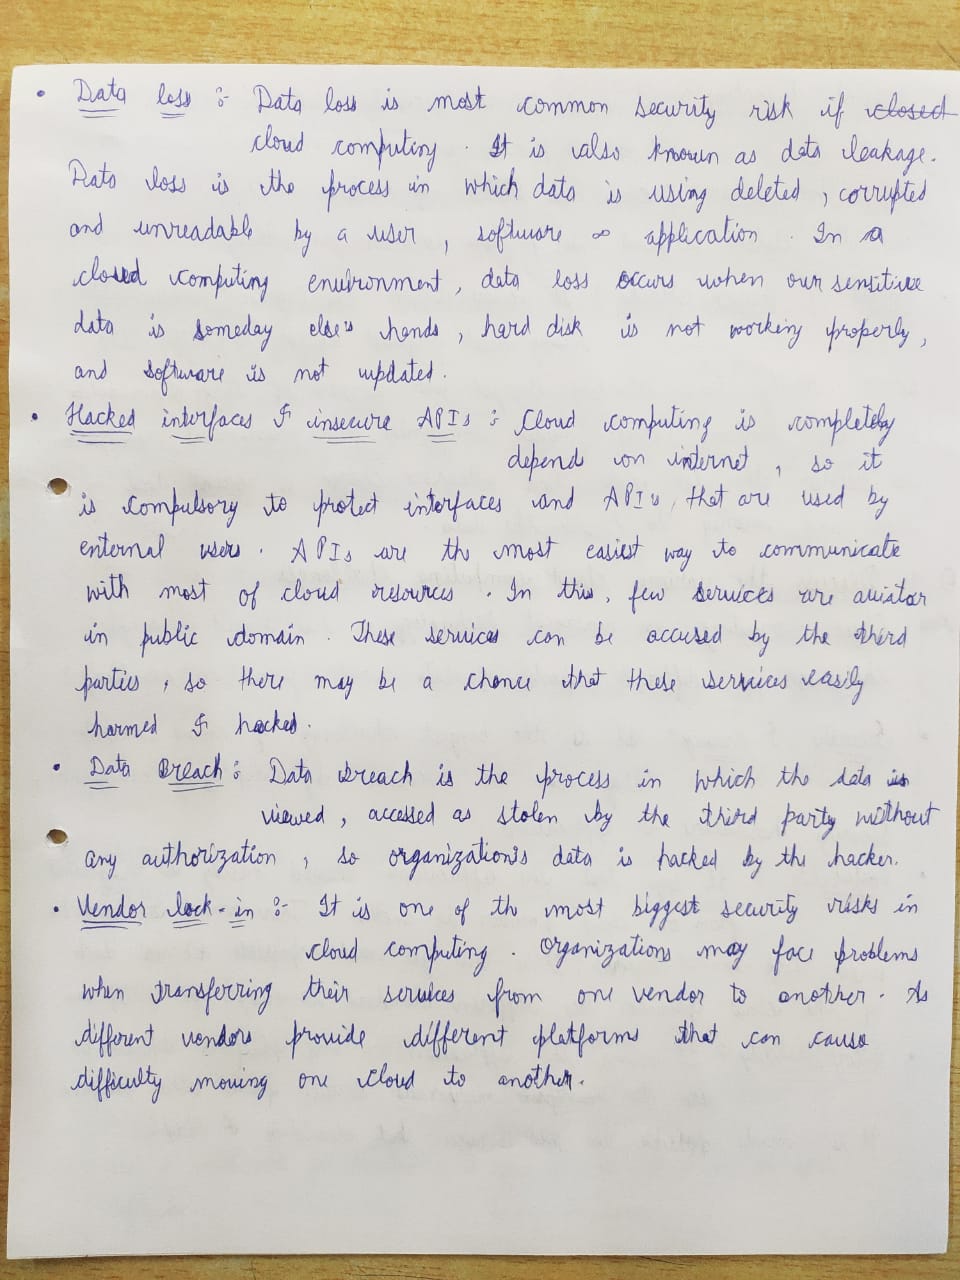 • Data loss :- Data loss is most common security risk if closed
cloud computing. It is also known as data leakage.
Data loss is the process in which data is using deleted, corrupted
and unreadable by a user, software or application. In a
closed computing environment, data loss occurs when our sensitive
data is someday else's hands, hard disk is not working properly,
and software is not updated.
• Hacked interfaces & insecure APIs : Cloud computing is completely
depend on internet, so it
is compulsory to protect interfaces and APIs, that are used by
enternal users. APIs are the most easiest way to communicate
with most of cloud resources. In this, few services are aviator
in public domain. These services can be accused by the third
parties, so there may be a chance that these services easily
harmed & hacked.
• Data Breach : Data breach is the process in which the data is
viewed, accessed as stolen by the third party without
any authorization, so organization's data is hacked by the hacker.
• Vendor lock-in :- It is one of th most biggest security risks in
cloud computing. Organizations may face problems
when transferring their services from one vendor to another. As
different vendors provide different platforms that can cause
difficulty moving one cloud to another.